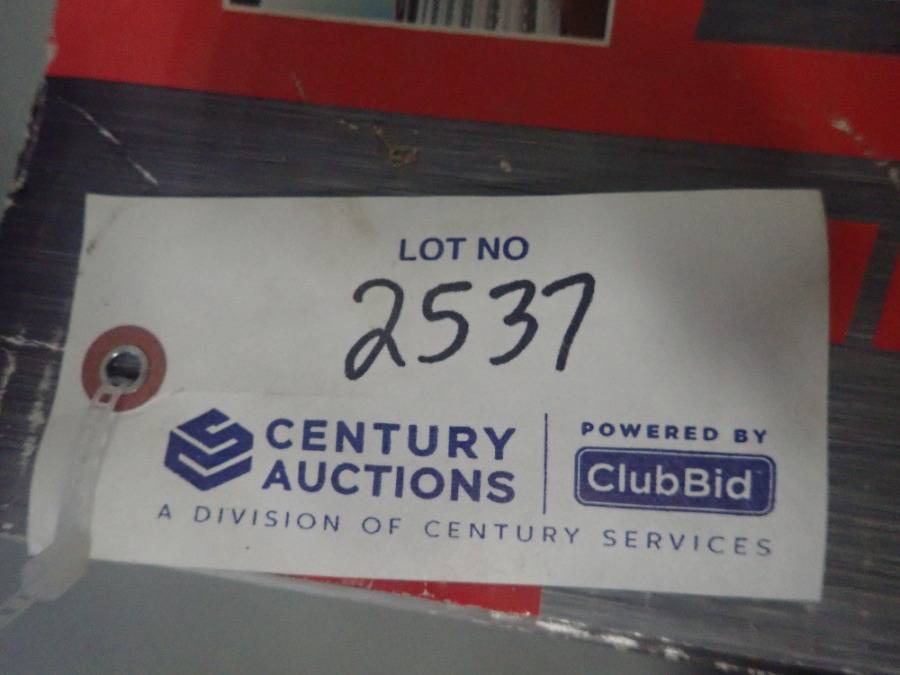 LOT NO
2537
CENTURY
AUCTIONS
A DIVISION OF CENTURY SERVICES
POWERED BY
ClubBid